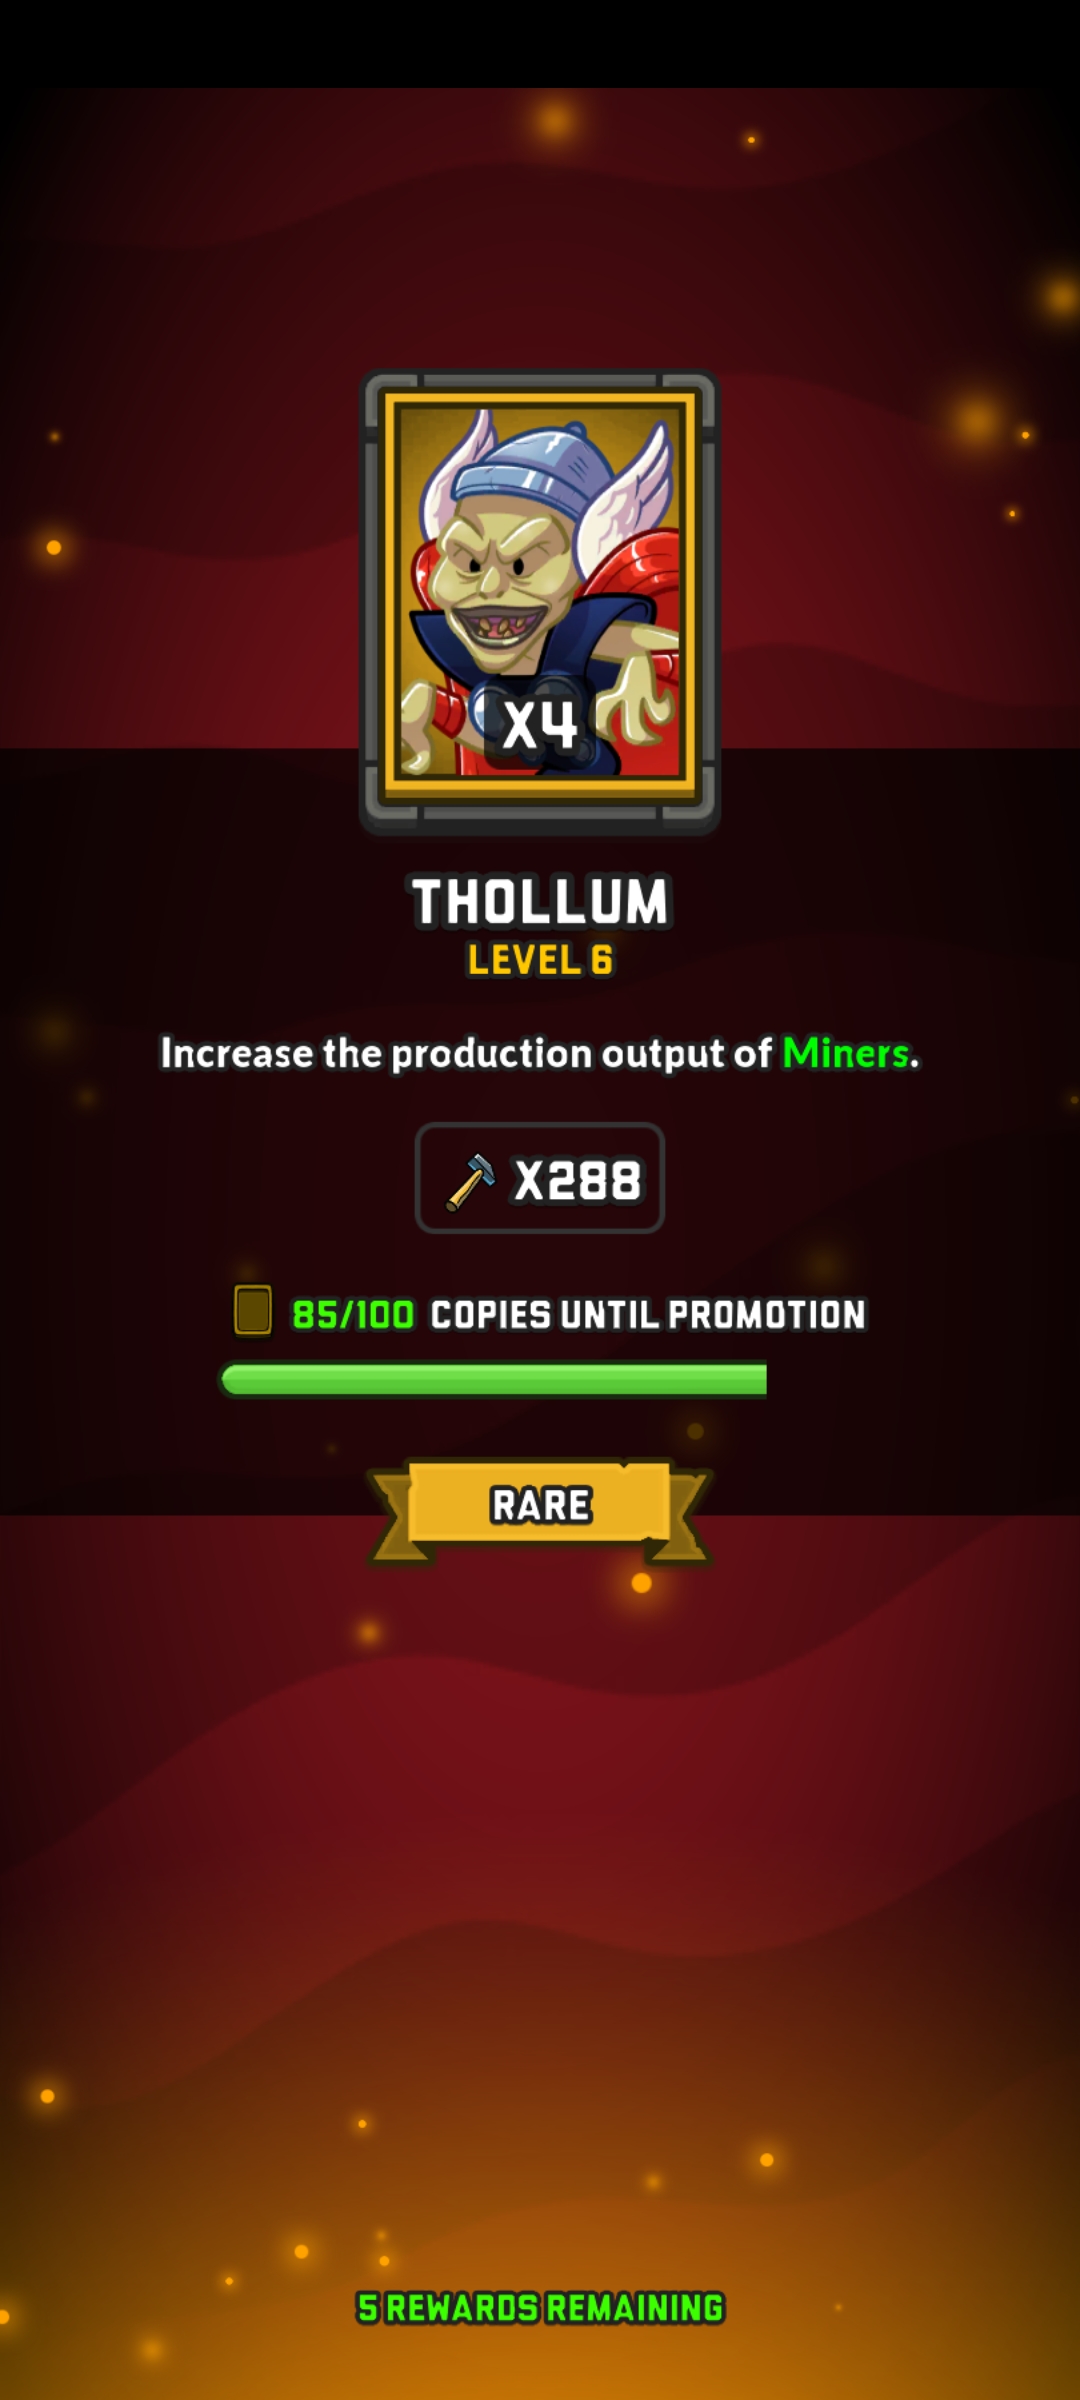 X4
THOLLUM
LEVEL 6
Increase the production output of Miners.
X288
85/100 COPIES UNTIL PROMOTION
RARE
5 REWARDS REMAINING